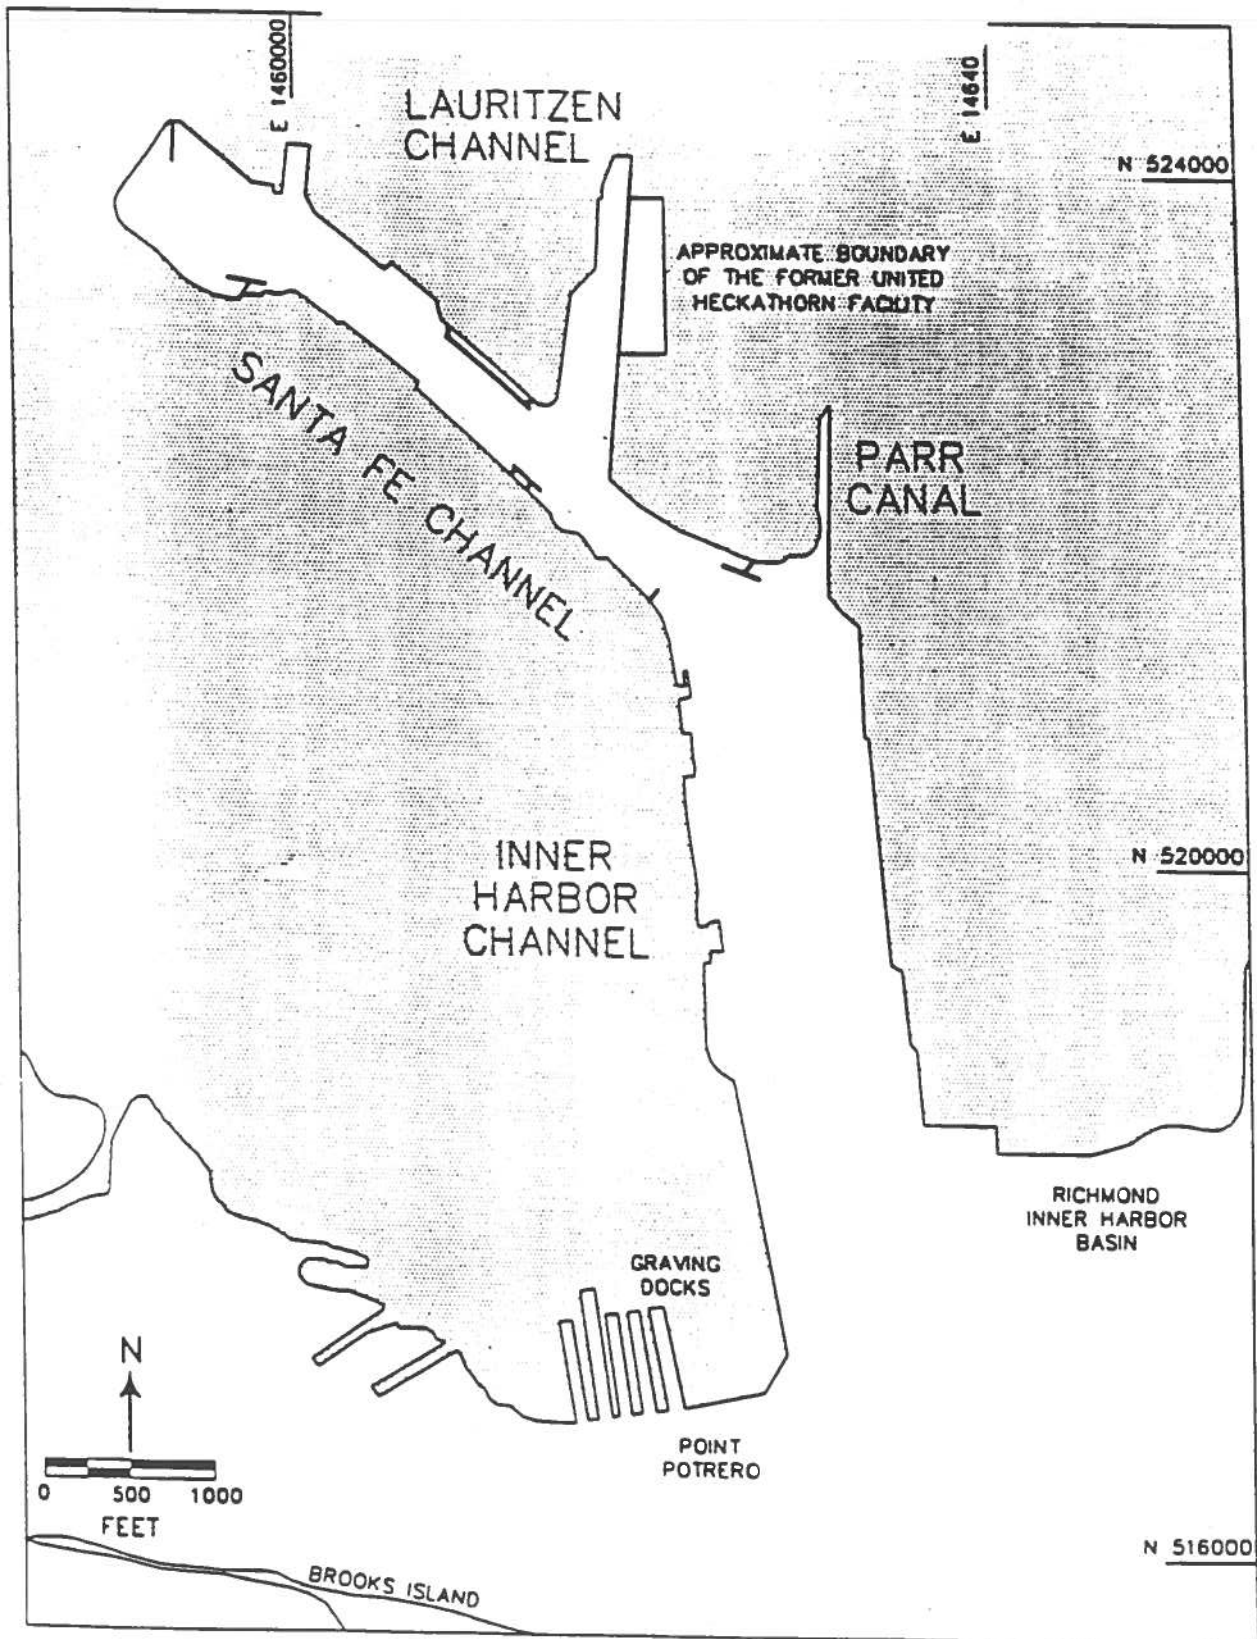 E 1460000
LAURITZEN
CHANNEL
E 14640
N 524000
APPROXIMATE BOUNDARY
OF THE FORMER UNITED
HECKATHORN FACILITY
SANTA FE CHANNEL
PARR
CANAL
INNER
HARBOR
CHANNEL
N 520000
RICHMOND
INNER HARBOR
BASIN
GRAVING
DOCKS
N
POINT
POTRERO
0 500 1000
FEET
N 516000
BROOKS ISLAND